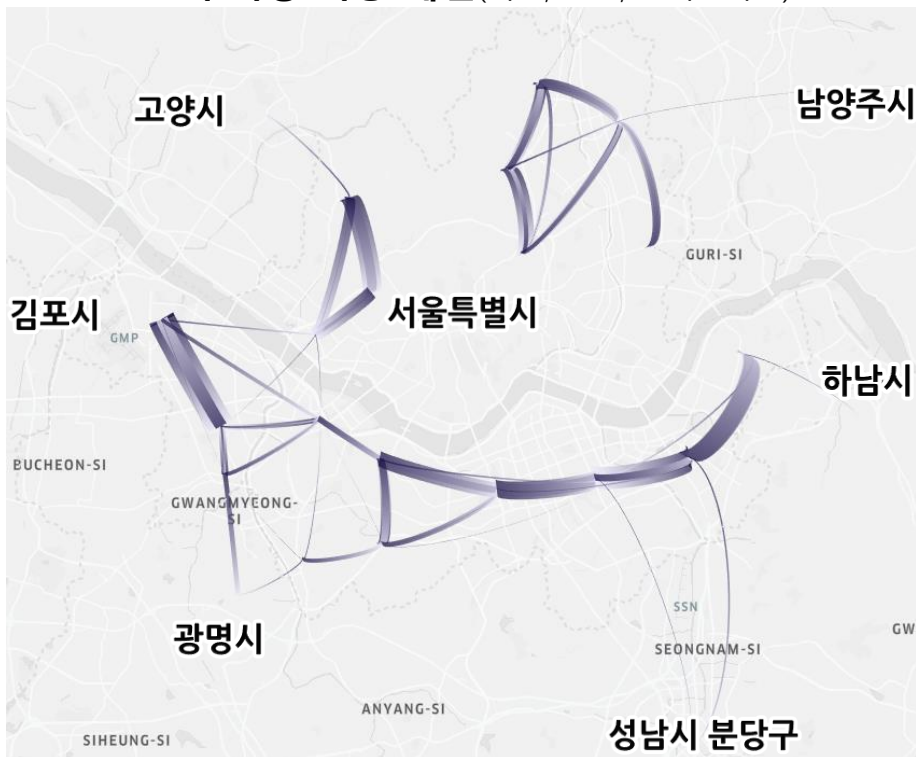 고양시
남양주시
GURI-SI
김포시
서울특별시
GMP
하남시
BUCHEON-SI
GWANGMYEONG-
SI
SSN
광명시
GW
SEONGNAM-SI
ANYANG-SI
성남시 분당구
SIHEUNG-SI